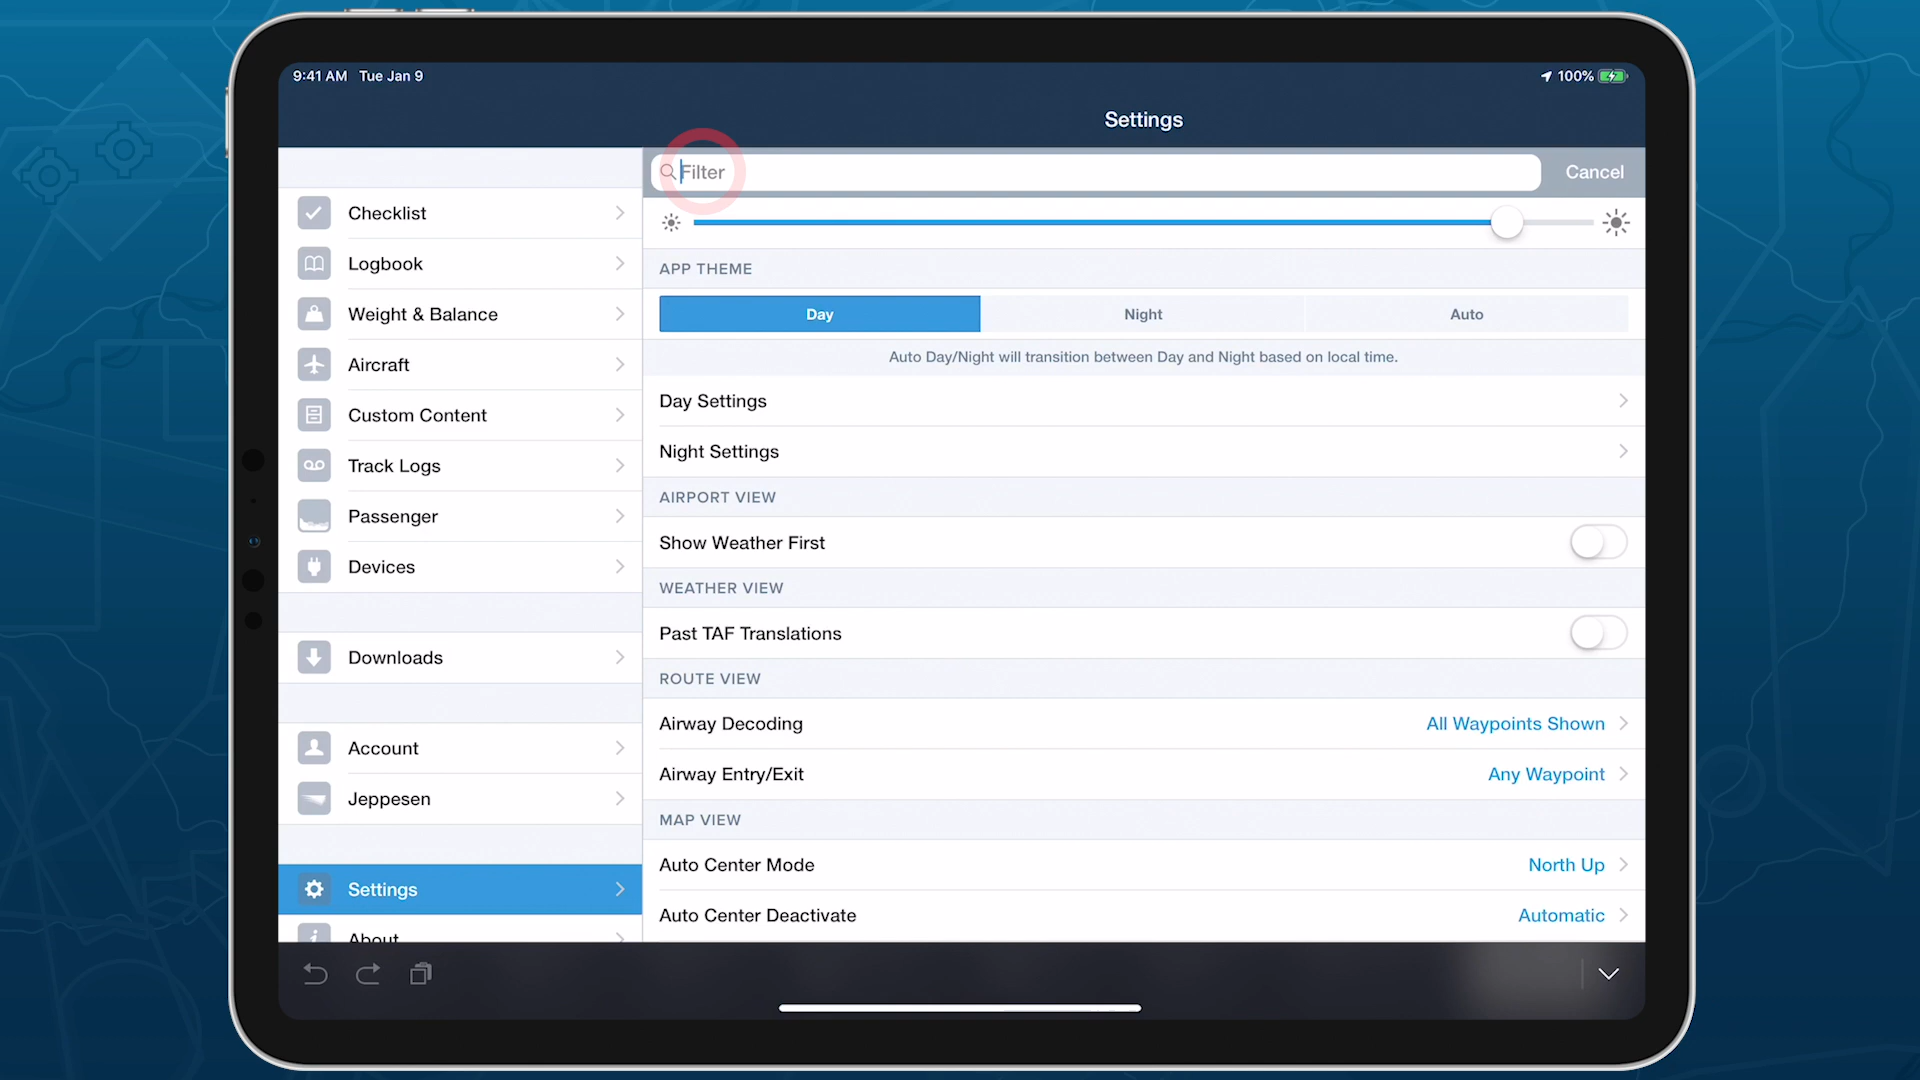 9:41 AM Tue Jan 9
100%
Settings
Filter
Cancel
Checklist
Logbook
Weight & Balance
Aircraft
Custom Content
Track Logs
Passenger
Devices
Downloads
Account
Jeppesen
Settings
About
APP THEME
Day Night Auto
Auto Day/Night will transition between Day and Night based on local time.
Day Settings
Night Settings
AIRPORT VIEW
Show Weather First
WEATHER VIEW
Past TAF Translations
ROUTE VIEW
Airway Decoding All Waypoints Shown
Airway Entry/Exit Any Waypoint
MAP VIEW
Auto Center Mode North Up
Auto Center Deactivate Automatic